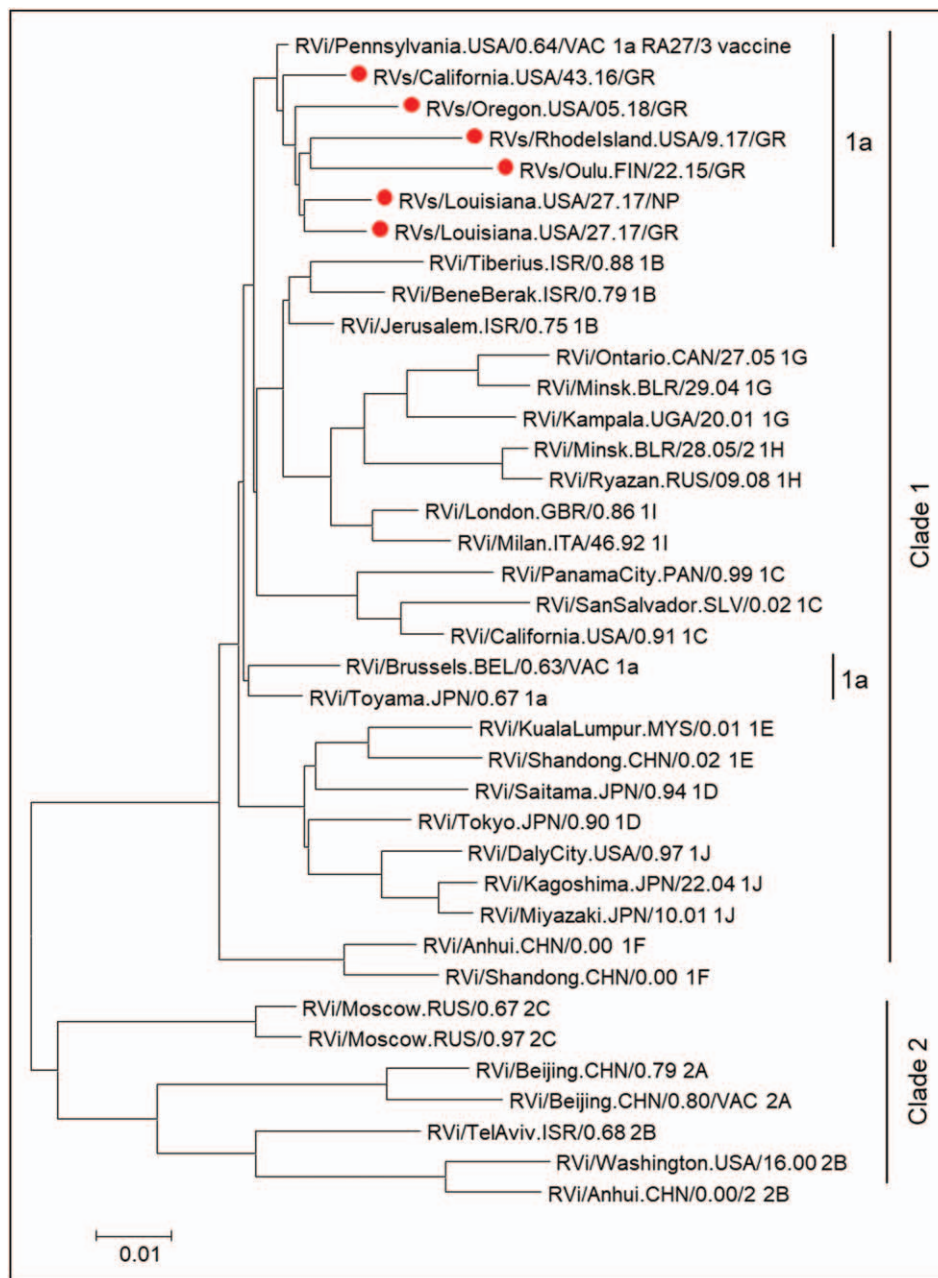 RVi/Pennsylvania.USA/0.64/VAC 1a RA27/3 vaccine
RVs/California.USA/43.16/GR
RVs/Oregon.USA/05.18/GR
RVs/RhodeIsland.USA/9.17/GR
RVs/Oulu.FIN/22.15/GR
RVs/Louisiana.USA/27.17/NP
RVs/Louisiana.USA/27.17/GR
1a
RVi/Tiberius.ISR/0.88 1B
RVi/BeneBerak.ISR/0.79 1B
RVi/Jerusalem.ISR/0.75 1B
RVi/Ontario.CAN/27.05 1G
RVi/Minsk.BLR/29.04 1G
RVi/Kampala.UGA/20.01 1G
RVi/Minsk.BLR/28.05/2 1H
RVi/Ryazan.RUS/09.08 1H
RVi/London.GBR/0.86 1I
RVi/Milan.ITA/46.92 1I
RVi/PanamaCity.PAN/0.99 1C
RVi/SanSalvador.SLV/0.02 1C
RVi/California.USA/0.91 1C
RVi/Brussels.BEL/0.63/VAC 1a
RVi/Toyama.JPN/0.67 1a
1a
RVi/KualaLumpur.MYS/0.01 1E
RVi/Shandong.CHN/0.02 1E
RVi/Saitama.JPN/0.94 1D
RVi/Tokyo.JPN/0.90 1D
RVi/DalyCity.USA/0.97 1J
RVi/Kagoshima.JPN/22.04 1J
RVi/Miyazaki.JPN/10.01 1J
RVi/Anhui.CHN/0.00 1F
RVi/Shandong.CHN/0.00 1F
Clade 1
RVi/Moscow.RUS/0.67 2C
RVi/Moscow.RUS/0.97 2C
RVi/Beijing.CHN/0.79 2A
RVi/Beijing.CHN/0.80/VAC 2A
RVi/TelAviv.ISR/0.68 2B
RVi/Washington.USA/16.00 2B
RVi/Anhui.CHN/0.00/2 2B
Clade 2
0.01